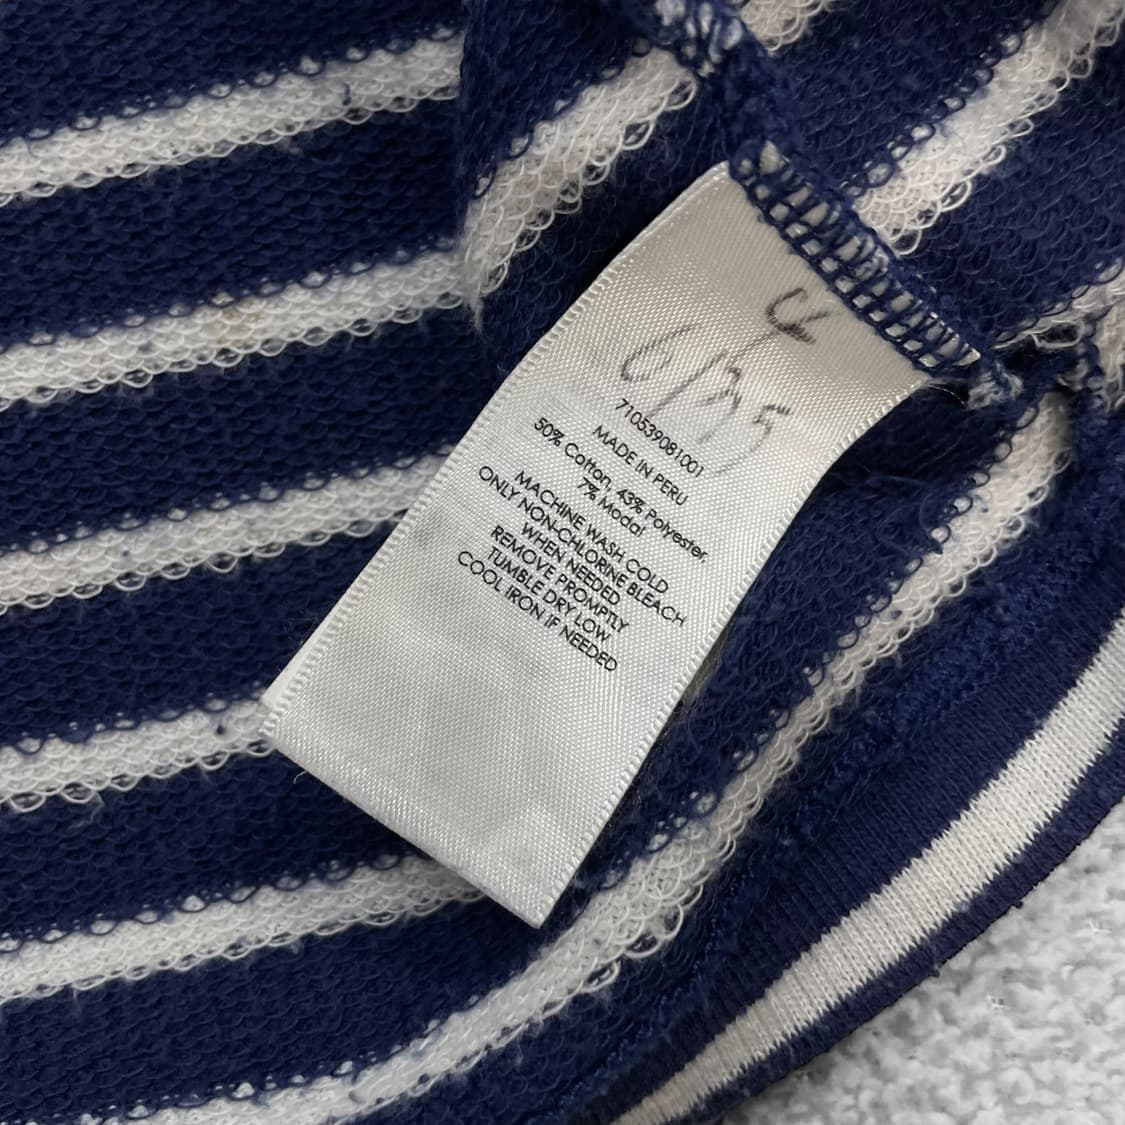 710539081001
MADE IN PERU
50% Cotton, 43% Polyester,
7% Modal
MACHINE WASH COLD
ONLY NON-CHLORINE BLEACH
WHEN NEEDED
REMOVE PROMPTLY
TUMBLE DRY LOW
COOL IRON IF NEEDED